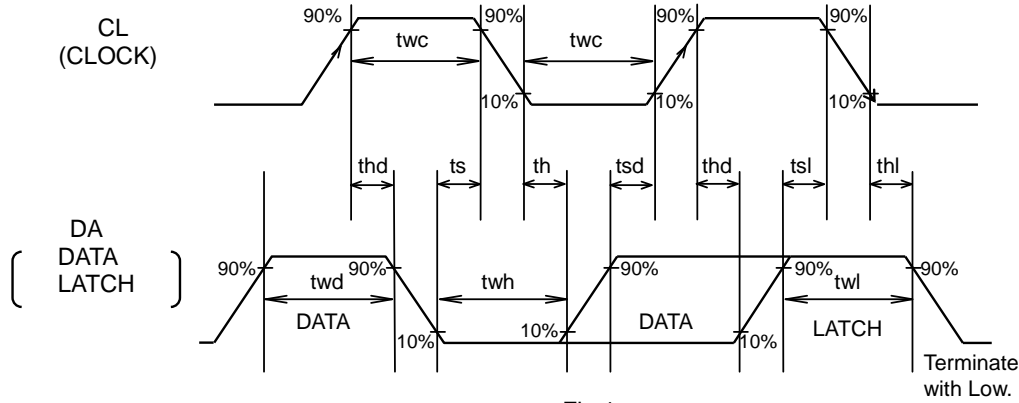 CL
(CLOCK)
90%
twc
90%
twc
90%
90%
10%
10%
10%
thd
ts
th
tsd
thd
tsl
thl
DA
DATA
LATCH
90%
twd
90%
twh
90%
90%
twl
90%
DATA
10%
10%
DATA
10%
LATCH
Terminate
with Low.